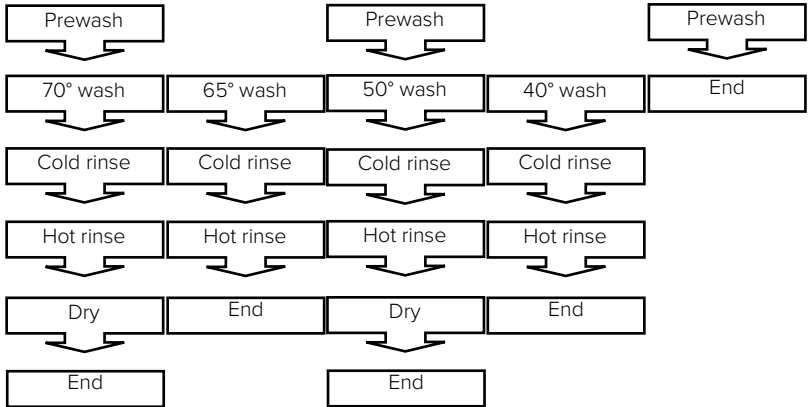 Prewash Prewash Prewash
70° wash 65° wash 50° wash 40° wash End
Cold rinse Cold rinse Cold rinse Cold rinse
Hot rinse Hot rinse Hot rinse Hot rinse
Dry End Dry End
End End